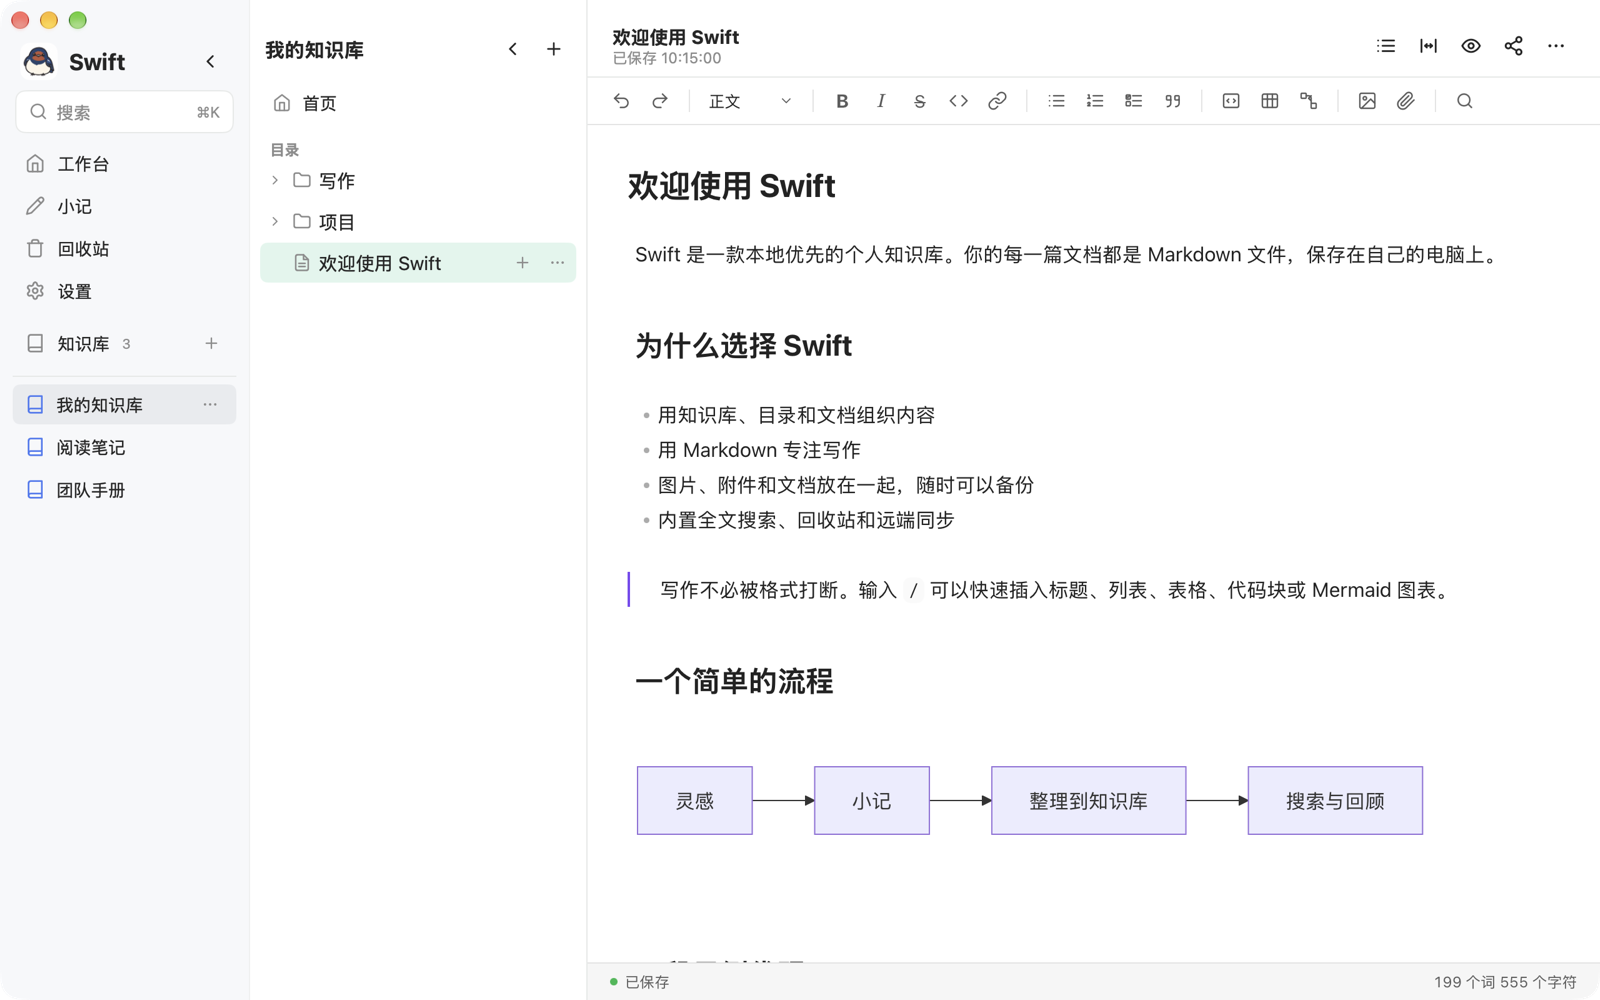 Swift
搜索 ⌘K
工作台
小记
回收站
设置
知识库 3
我的知识库
阅读笔记
团队手册
我的知识库
首页
目录
写作
项目
欢迎使用 Swift
欢迎使用 Swift
已保存 10:15:00
正文
欢迎使用 Swift
Swift 是一款本地优先的个人知识库。你的每一篇文档都是 Markdown 文件，保存在自己的电脑上。
为什么选择 Swift
用知识库、目录和文档组织内容
用 Markdown 专注写作
图片、附件和文档放在一起，随时可以备份
内置全文搜索、回收站和远端同步
写作不必被格式打断。输入 / 可以快速插入标题、列表、表格、代码块或 Mermaid 图表。
一个简单的流程
灵感
小记
整理到知识库
搜索与回顾
已保存
199 个词 555 个字符